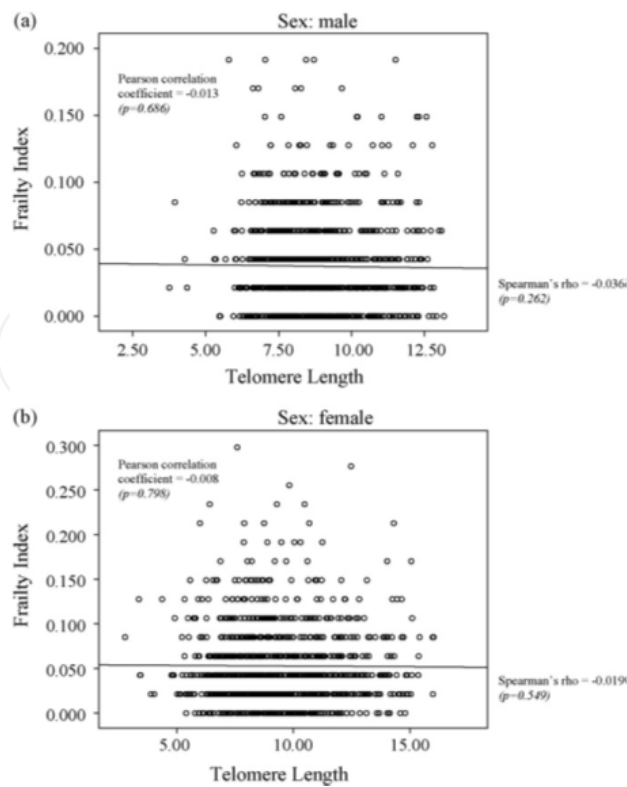 (a)
Sex: male
Pearson correlation
coefficient = -0.013
(p=0.686)
Frailty Index
0.200
0.150
0.100
0.050
0.000
Spearman`s rho = -0.036
(p=0.262)
2.50 5.00 7.50 10.00 12.50
Telomere Length
(b)
Sex: female
Pearson correlation
coefficient = -0.008
(p=0.798)
Frailty Index
0.300
0.250
0.200
0.150
0.100
0.050
0.000
Spearman`s rho = -0.019
(p=0.549)
5.00 10.00 15.00
Telomere Length